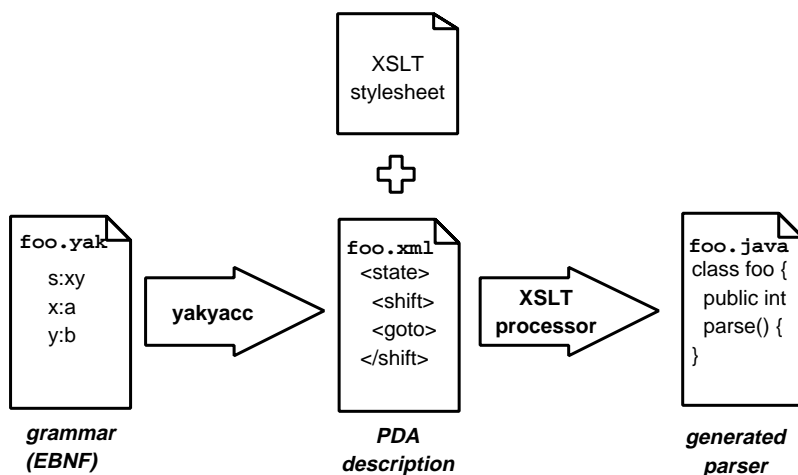 XSLT
stylesheet
foo.yak
s:xy
x:a
y:b
grammar
(EBNF)
yakyacc
foo.xml
<state>
<shift>
<goto>
</shift>
PDA
description
XSLT
processor
foo.java
class foo {
public int
parse() {
}
generated
parser